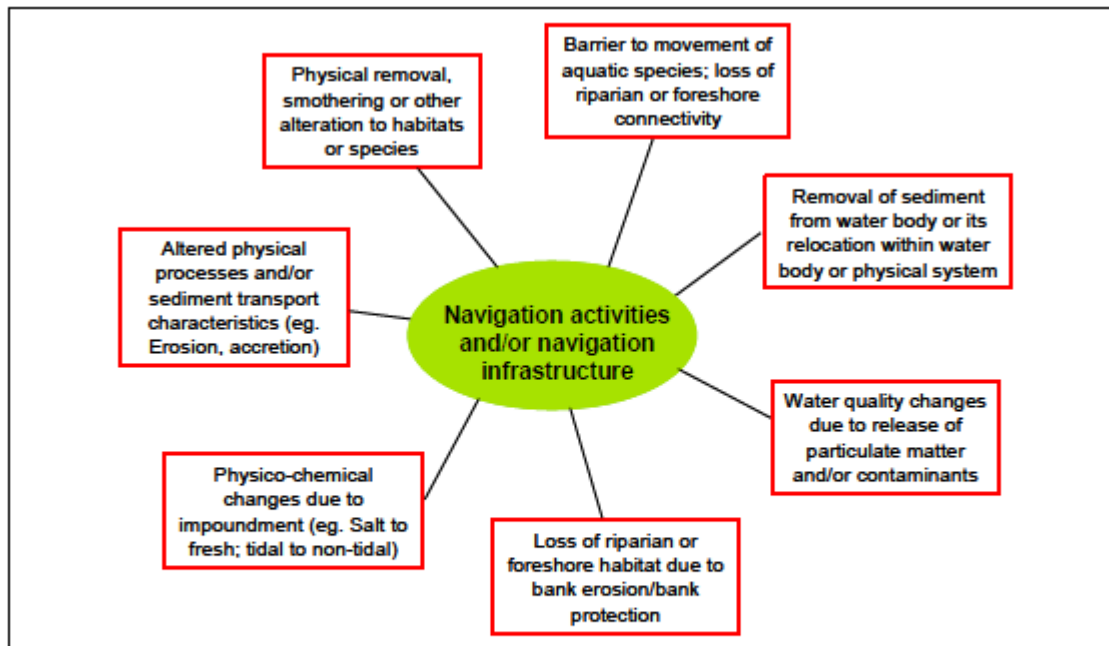 Barrier to movement of
aquatic species; loss of
riparian or foreshore
connectivity
Physical removal,
smothering or other
alteration to habitats
or species
Removal of sediment
from water body or its
relocation within water
body or physical system
Altered physical
processes and/or
sediment transport
characteristics (eg.
Erosion, accretion)
Navigation activities
and/or navigation
infrastructure
Water quality changes
due to release of
particulate matter
and/or contaminants
Physico-chemical
changes due to
impoundment (eg. Salt to
fresh; tidal to non-tidal)
Loss of riparian or
foreshore habitat due to
bank erosion/bank
protection